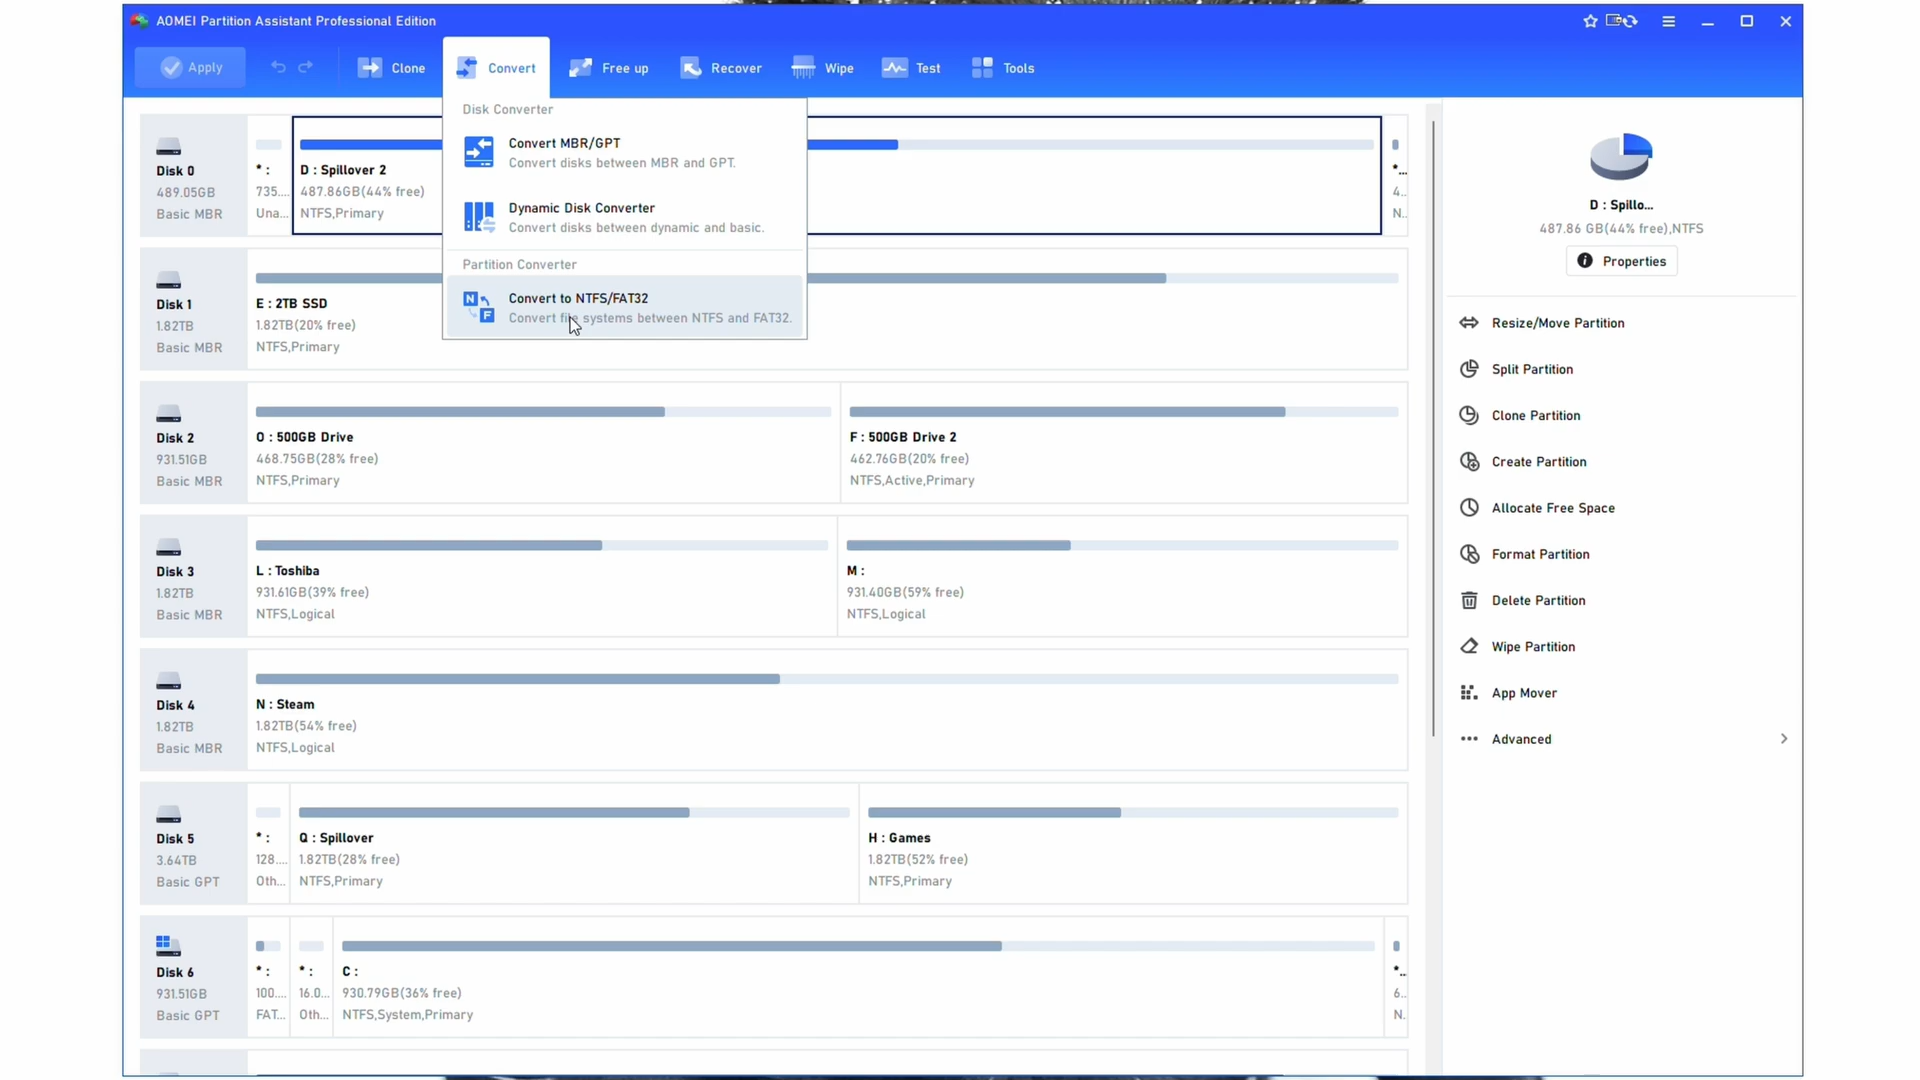 AOMEI Partition Assistant Professional Edition
Apply
Clone
Convert
Free up
Recover
Wipe
Test
Tools
Disk Converter
Convert MBR/GPT
Convert disks between MBR and GPT.
Dynamic Disk Converter
Convert disks between dynamic and basic.
Partition Converter
Convert to NTFS/FAT32
Convert file systems between NTFS and FAT32.
Disk 0
489.05GB
Basic MBR
* :
735....
Una...
D : Spillover 2
487.86GB(44% free)
NTFS,Primary
*...
4..
N..
Disk 1
1.82TB
Basic MBR
E : 2TB SSD
1.82TB(20% free)
NTFS,Primary
Disk 2
931.51GB
Basic MBR
O : 500GB Drive
468.75GB(28% free)
NTFS,Primary
F : 500GB Drive 2
462.76GB(20% free)
NTFS,Active,Primary
Disk 3
1.82TB
Basic MBR
L : Toshiba
931.61GB(39% free)
NTFS,Logical
M :
931.40GB(59% free)
NTFS,Logical
Disk 4
1.82TB
Basic MBR
N : Steam
1.82TB(54% free)
NTFS,Logical
Disk 5
3.64TB
Basic GPT
* :
128....
Oth...
Q : Spillover
1.82TB(28% free)
NTFS,Primary
H : Games
1.82TB(52% free)
NTFS,Primary
Disk 6
931.51GB
Basic GPT
* :
100....
FAT...
* :
16.0...
Oth...
C :
930.79GB(36% free)
NTFS,System,Primary
*..
6..
N.
D : Spillo...
487.86 GB(44% free),NTFS
Properties
Resize/Move Partition
Split Partition
Clone Partition
Create Partition
Allocate Free Space
Format Partition
Delete Partition
Wipe Partition
App Mover
Advanced